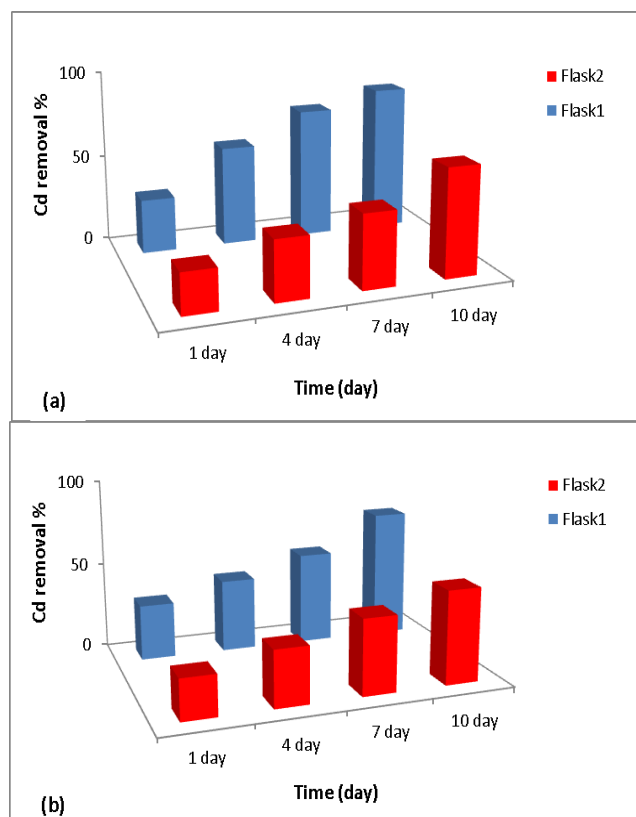 100
50
0
Cd removal %
Flask2
Flask1
1 day
4 day
7 day
10 day
Time (day)
(a)
100
50
0
Cd removal %
Flask2
Flask1
1 day
4 day
7 day
10 day
Time (day)
(b)